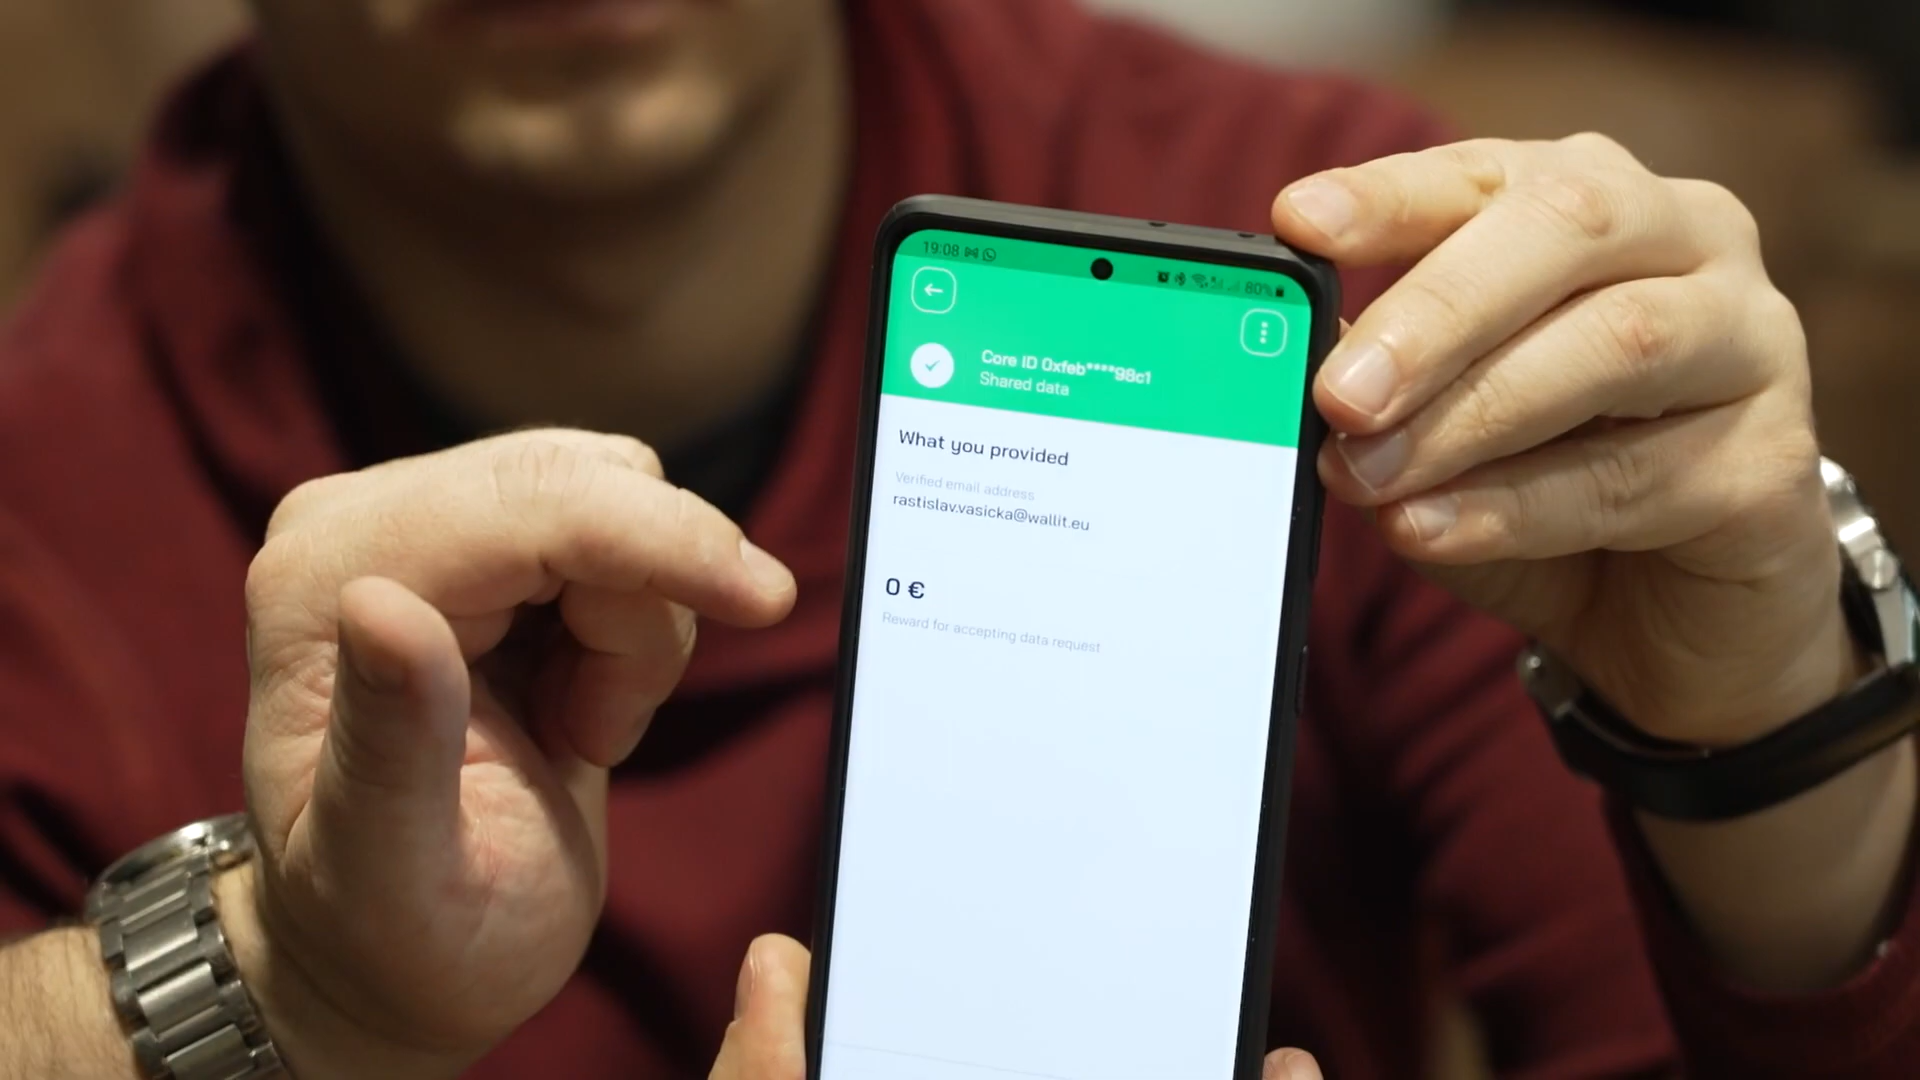 19:08
80%
Core ID 0xfeb****98c1
Shared data
What you provided
Verified email address
rastislav.vasicka@wallit.eu
0 €
Reward for accepting data request